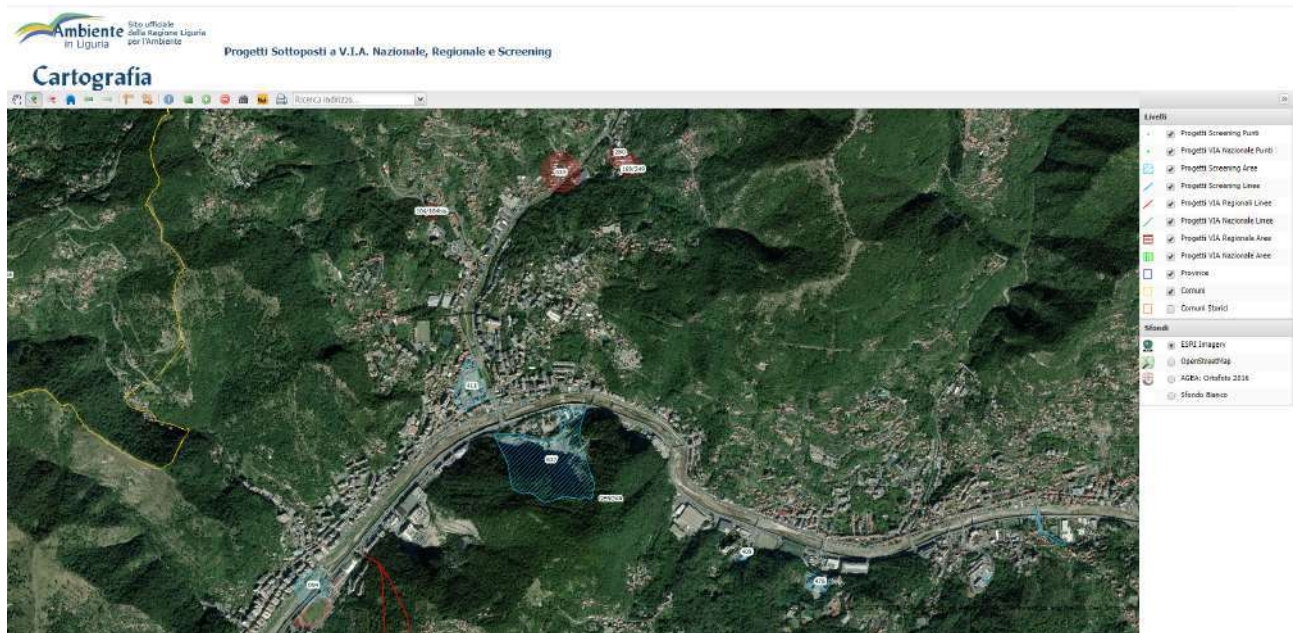 Ambiente
in Liguria
Sito ufficiale
della Regione Liguria
per l'Ambiente
Progetti Sottoposti a V.I.A. Nazionale, Regionale e Screening
Cartografia
Ricerca indirizzo...
Livelli
Progetti Screening Punti
Progetti VIA Nazionale Punti
Progetti Screening Aree
Progetti Screening Linee
Progetti VIA Regionali Linee
Progetti VIA Nazionale Linee
Progetti VIA Regionale Aree
Progetti VIA Nazionale Aree
Province
Comuni
Comuni Storici
Sfondi
ESRI Imagery
OpenStreetMap
AGEA: Ortofoto 2016
Sfondo Bianco